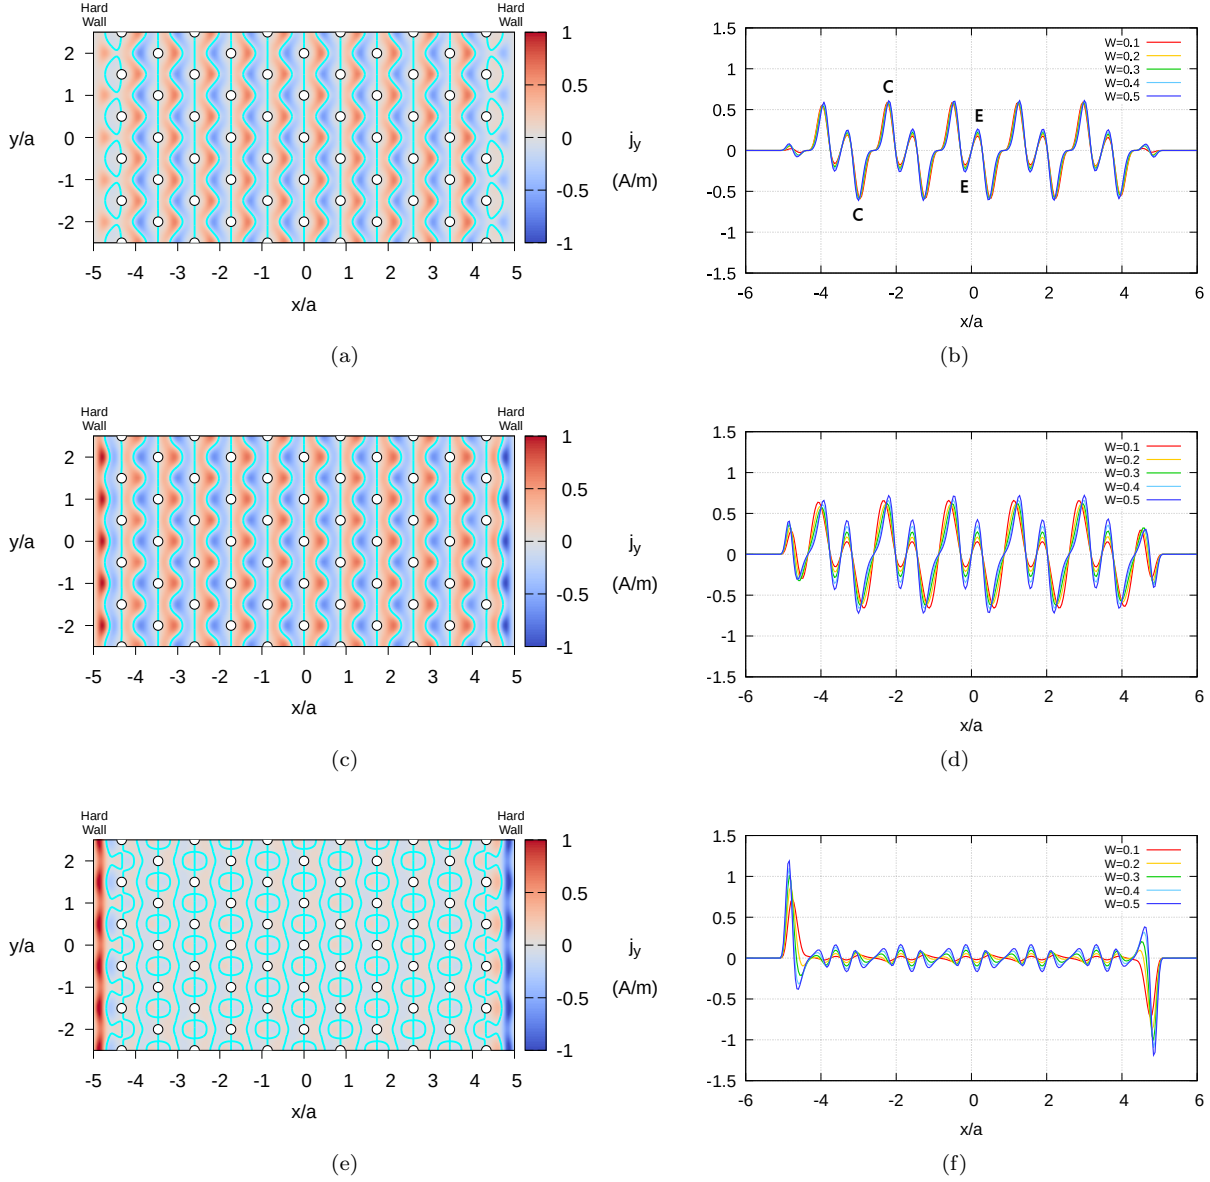 Hard Wall
Hard Wall
y/a
2
1
0
-1
-2
-5 -4 -3 -2 -1 0 1 2 3 4 5
x/a
1
0.5
0
-0.5
-1
j_y
(A/m)
(a)
1.5
1
0.5
0
-0.5
-1
-1.5
-6 -4 -2 0 2 4 6
x/a
W=0.1
W=0.2
W=0.3
W=0.4
W=0.5
C
E
E
C
(b)
Hard Wall
Hard Wall
y/a
2
1
0
-1
-2
-5 -4 -3 -2 -1 0 1 2 3 4 5
x/a
1
0.5
0
-0.5
-1
j_y
(A/m)
(c)
1.5
1
0.5
0
-0.5
-1
-1.5
-6 -4 -2 0 2 4 6
x/a
W=0.1
W=0.2
W=0.3
W=0.4
W=0.5
(d)
Hard Wall
Hard Wall
y/a
2
1
0
-1
-2
-5 -4 -3 -2 -1 0 1 2 3 4 5
x/a
1
0.5
0
-0.5
-1
j_y
(A/m)
(e)
1.5
1
0.5
0
-0.5
-1
-1.5
-6 -4 -2 0 2 4 6
x/a
W=0.1
W=0.2
W=0.3
W=0.4
W=0.5
(f)